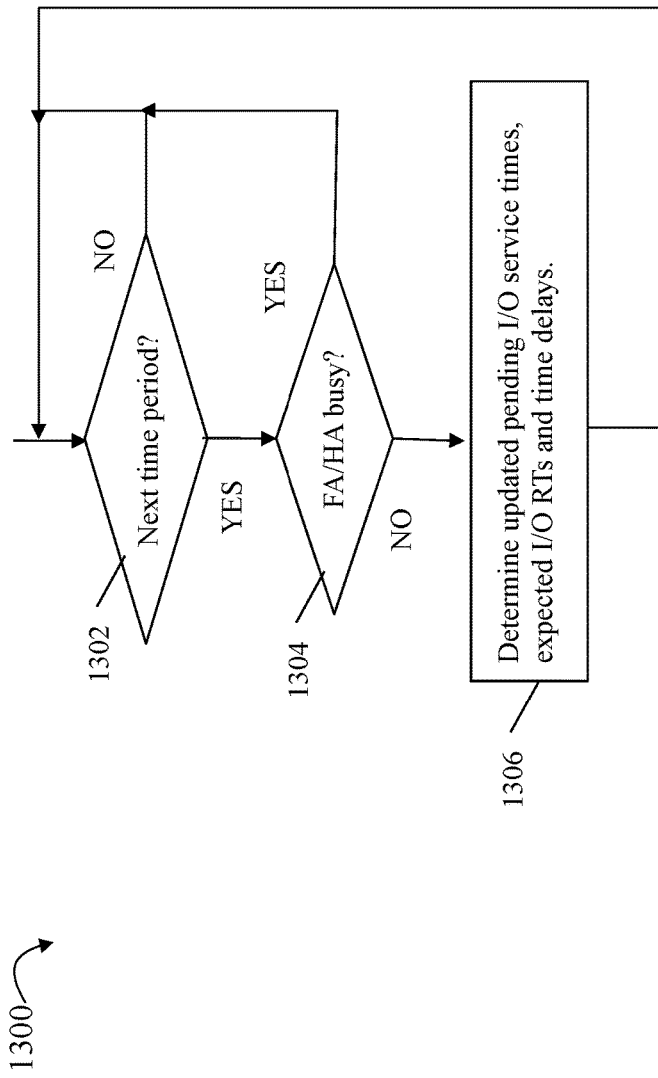 1300
1302
Next time period?
NO
YES
1304
FA/HA busy?
YES
NO
1306
Determine updated pending I/O service times,
expected I/O RTs and time delays.